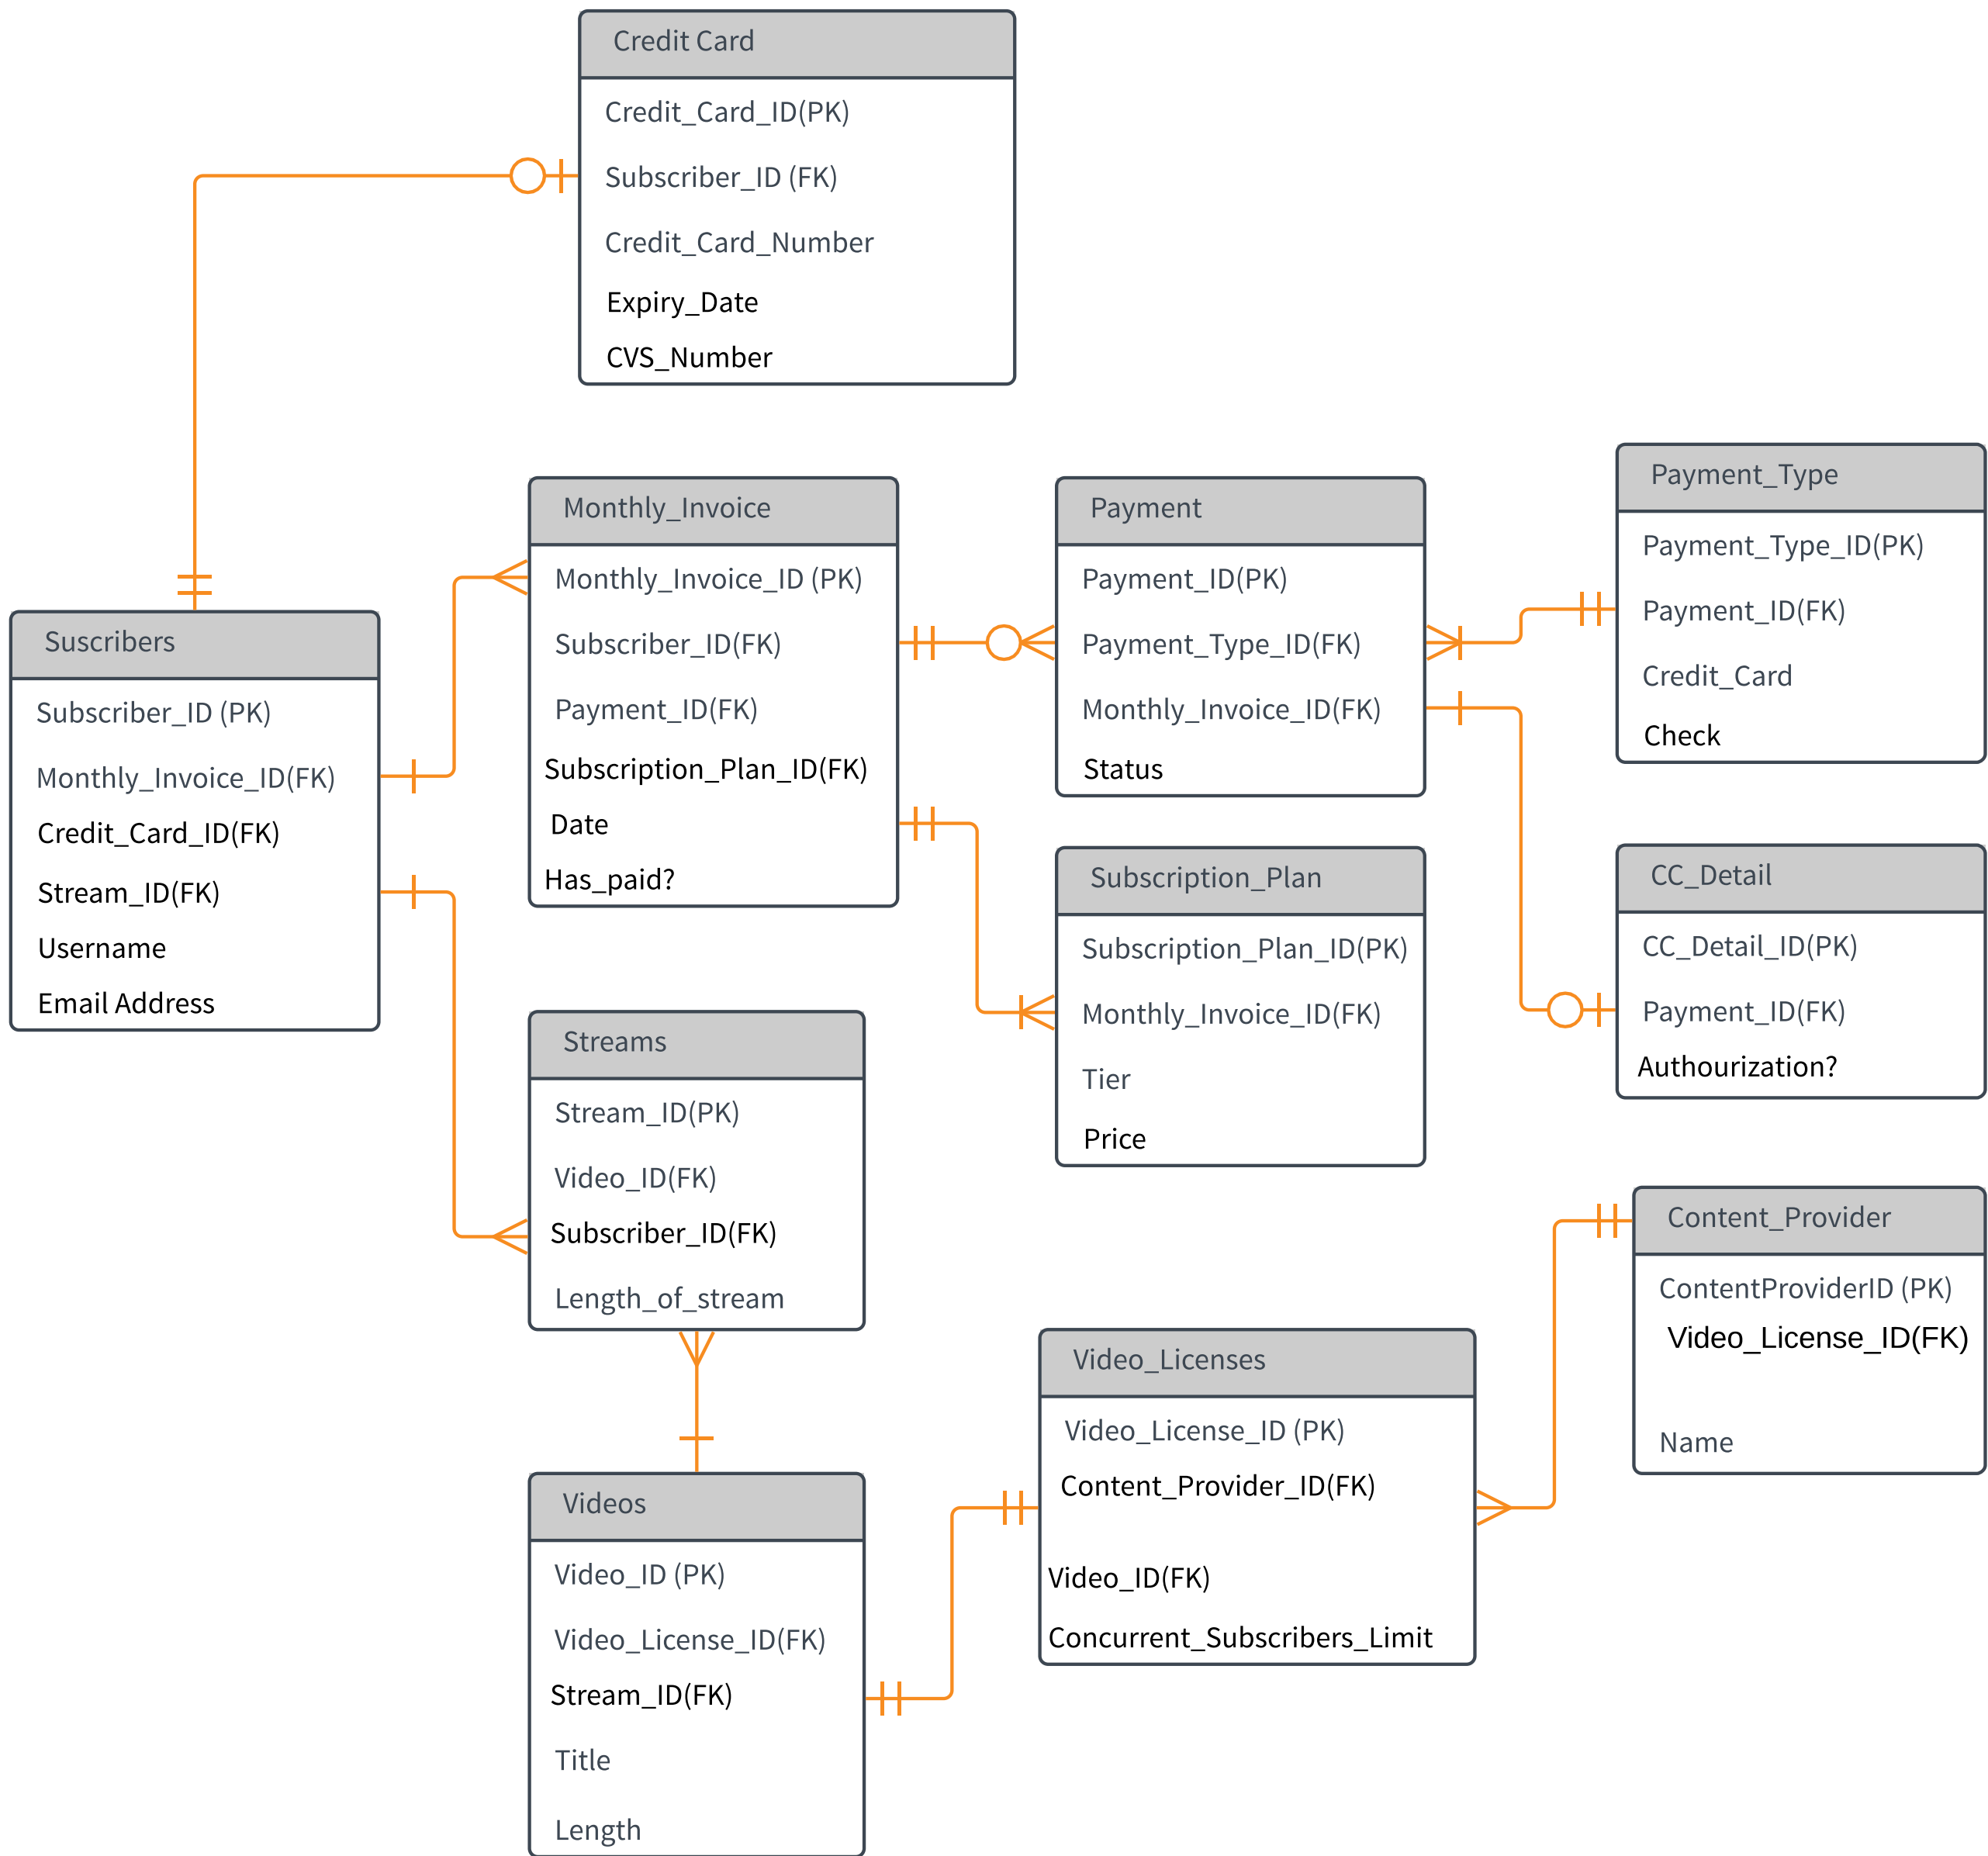 Credit Card
Credit_Card_ID(PK)
Subscriber_ID (FK)
Credit_Card_Number
Expiry_Date
CVS_Number
Suscribers
Subscriber_ID (PK)
Monthly_Invoice_ID(FK)
Credit_Card_ID(FK)
Stream_ID(FK)
Username
Email Address
Monthly_Invoice
Monthly_Invoice_ID (PK)
Subscriber_ID(FK)
Payment_ID(FK)
Subscription_Plan_ID(FK)
Date
Has_paid?
Payment
Payment_ID(PK)
Payment_Type_ID(FK)
Monthly_Invoice_ID(FK)
Status
Payment_Type
Payment_Type_ID(PK)
Payment_ID(FK)
Credit_Card
Check
Subscription_Plan
Subscription_Plan_ID(PK)
Monthly_Invoice_ID(FK)
Tier
Price
CC_Detail
CC_Detail_ID(PK)
Payment_ID(FK)
Authourization?
Streams
Stream_ID(PK)
Video_ID(FK)
Subscriber_ID(FK)
Length_of_stream
Content_Provider
ContentProviderID (PK)
Video_License_ID(FK)
Name
Video_Licenses
Video_License_ID (PK)
Content_Provider_ID(FK)
Video_ID(FK)
Concurrent_Subscribers_Limit
Videos
Video_ID (PK)
Video_License_ID(FK)
Stream_ID(FK)
Title
Length